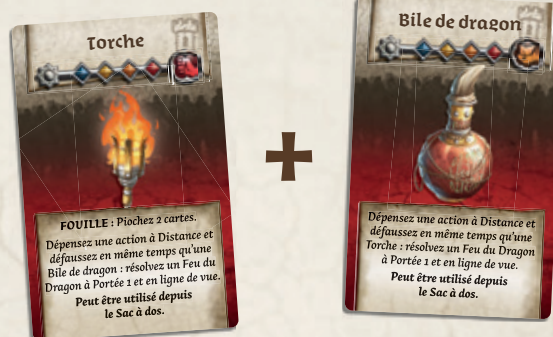 Torche
FOUILLE : Piochez 2 cartes.
Dépensez une action à Distance et
défaussez en même temps qu'une
Bile de dragon : résolvez un Feu du
Dragon à Portée 1 et en ligne de vue.
Peut être utilisé depuis
le Sac à dos.
+
Bile de dragon
Dépensez une action à Distance et
défaussez en même temps qu'une
Torche : résolvez un Feu du Dragon
à Portée 1 et en ligne de vue.
Peut être utilisé depuis
le Sac à dos.